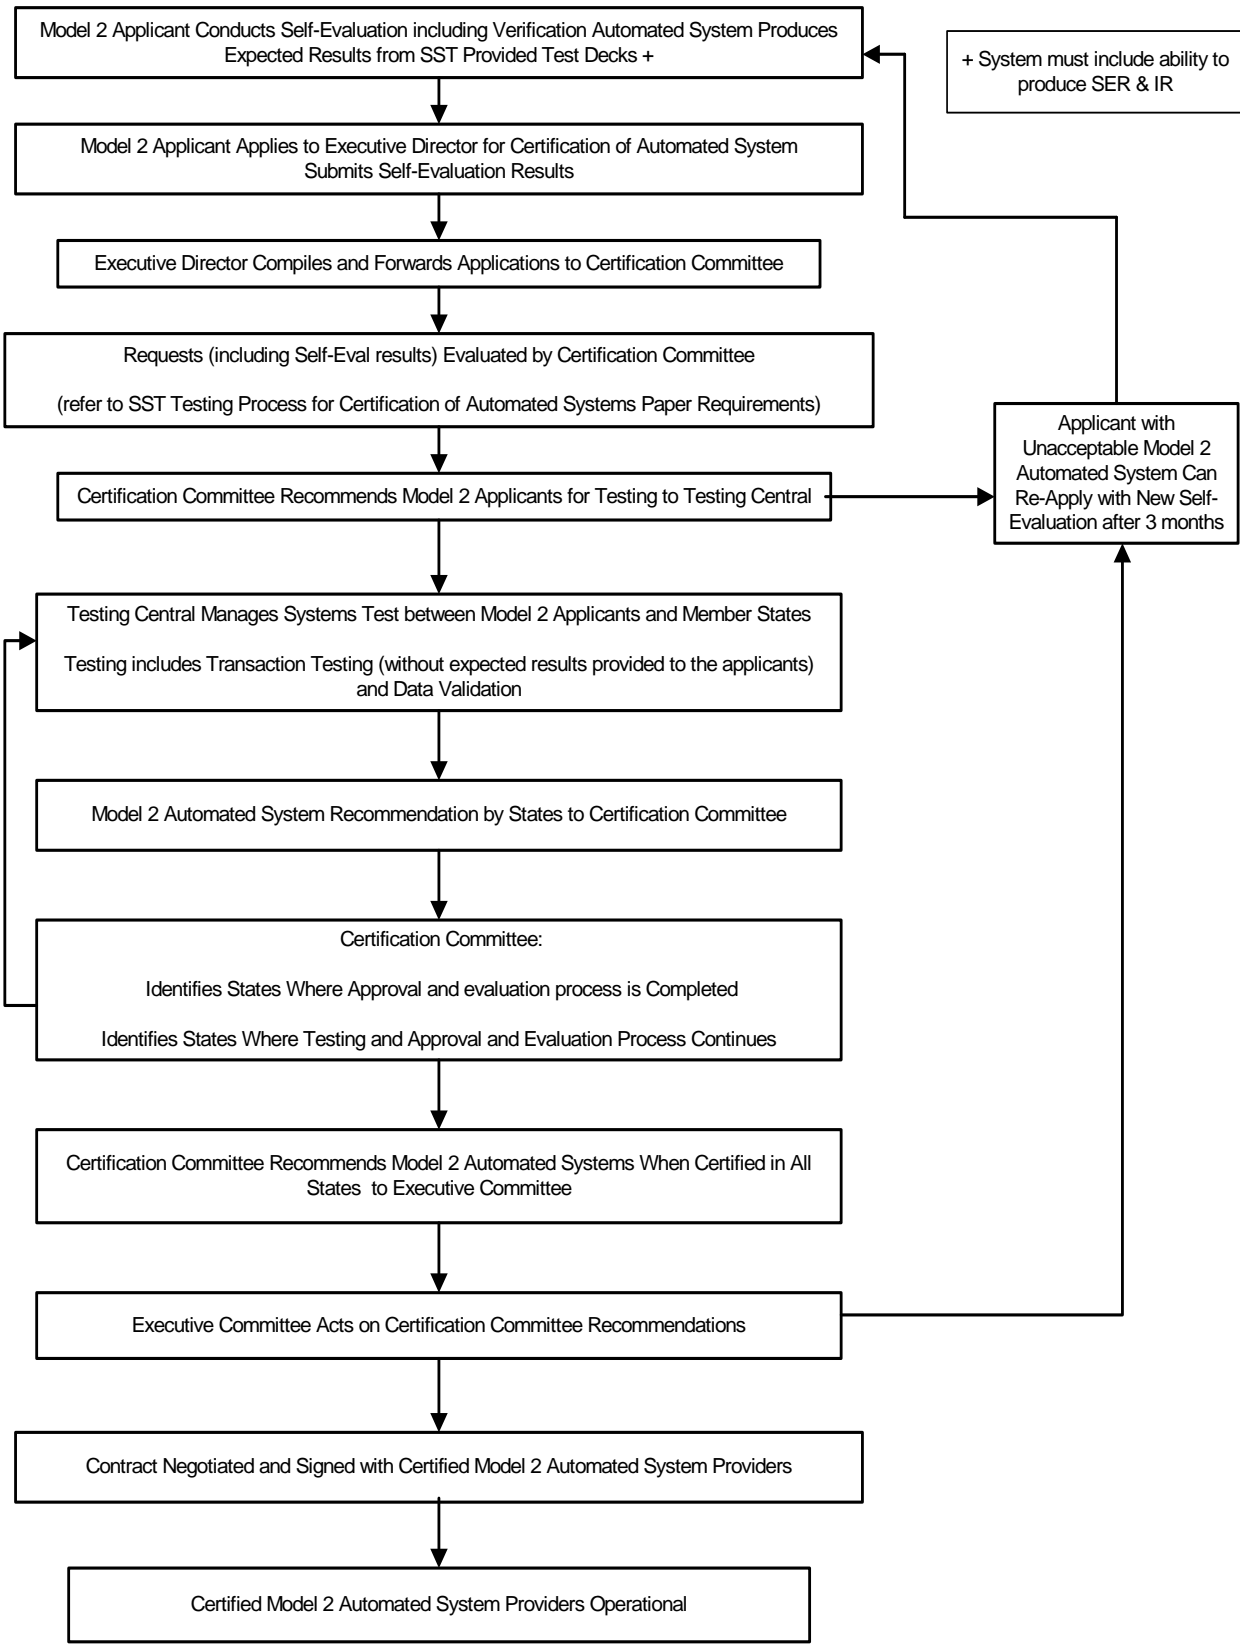 Model 2 Applicant Conducts Self-Evaluation including Verification Automated System Produces
Expected Results from SST Provided Test Decks +
+ System must include ability to
produce SER & IR
Model 2 Applicant Applies to Executive Director for Certification of Automated System
Submits Self-Evaluation Results
Executive Director Compiles and Forwards Applications to Certification Committee
Requests (including Self-Eval results) Evaluated by Certification Committee
(refer to SST Testing Process for Certification of Automated Systems Paper Requirements)
Applicant with
Unacceptable Model 2
Automated System Can
Re-Apply with New Self-
Evaluation after 3 months
Certification Committee Recommends Model 2 Applicants for Testing to Testing Central
Testing Central Manages Systems Test between Model 2 Applicants and Member States
Testing includes Transaction Testing (without expected results provided to the applicants)
and Data Validation
Model 2 Automated System Recommendation by States to Certification Committee
Certification Committee:
Identifies States Where Approval and evaluation process is Completed
Identifies States Where Testing and Approval and Evaluation Process Continues
Certification Committee Recommends Model 2 Automated Systems When Certified in All
States to Executive Committee
Executive Committee Acts on Certification Committee Recommendations
Contract Negotiated and Signed with Certified Model 2 Automated System Providers
Certified Model 2 Automated System Providers Operational